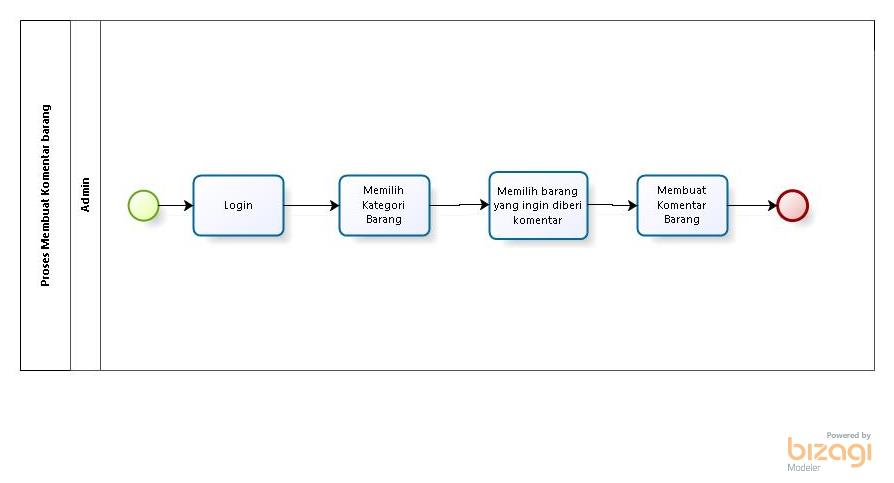 Proses Membuat Komentar barang
Admin
Login
Memilih
Kategori
Barang
Memilih barang
yang ingin diberi
komentar
Membuat
Komentar
Barang
Powered by
bizagi
Modeler